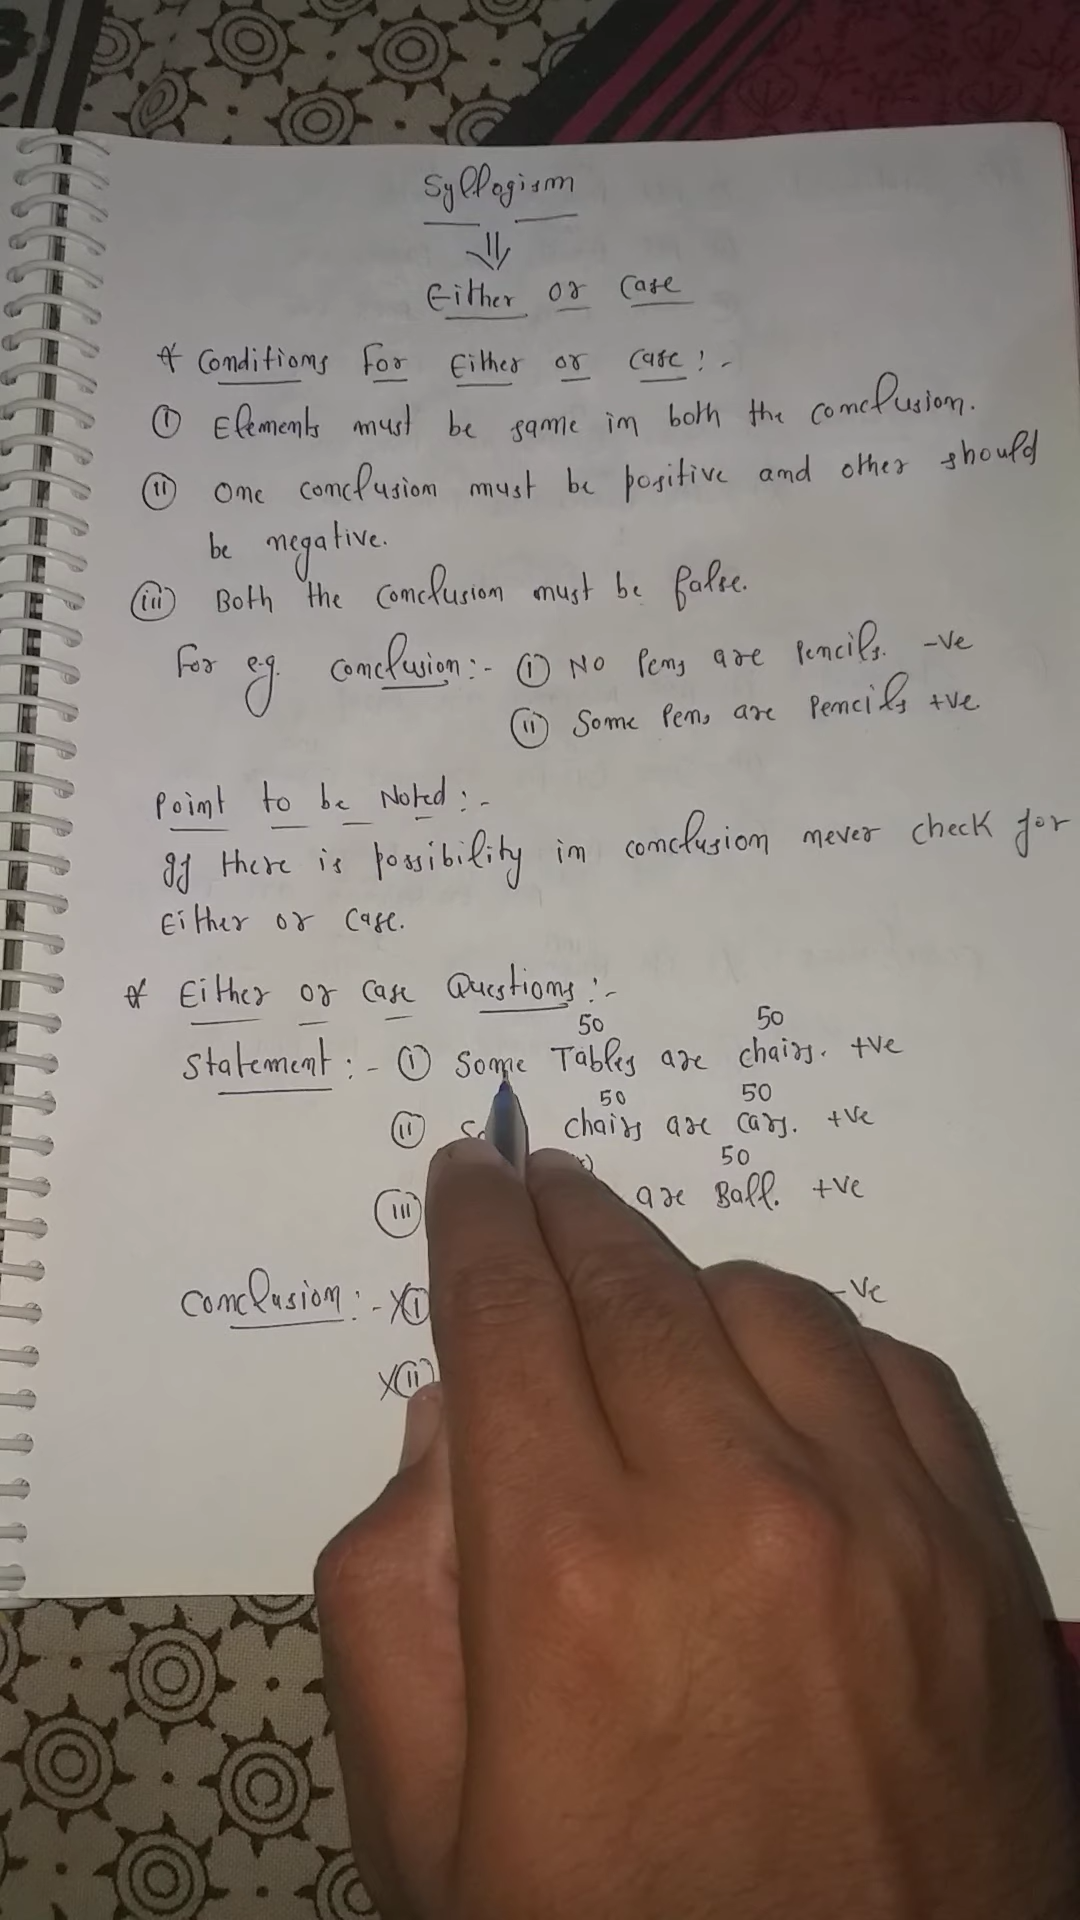 Syllogism
⇓
Either or Case
* Conditions For Either or case :-
(i) Elements must be same in both the conclusion.
(ii) One conclusion must be positive and other should
be negative.
(iii) Both the conclusion must be false.
For e.g. Conclusion :- (i) No Pens are Pencils. -ve
(ii) Some Pens are Pencils +ve
Point to be Noted :-
If there is possibility in conclusion never check for
Either or case.
* Either or Case Questions :-
50 50
Statement :- (i) Some Tables are chairs. +ve
50 50
(ii) chairs are cars. +ve
50
(iii) are Ball. +ve
Conclusion :- X(i) -ve
X(ii)